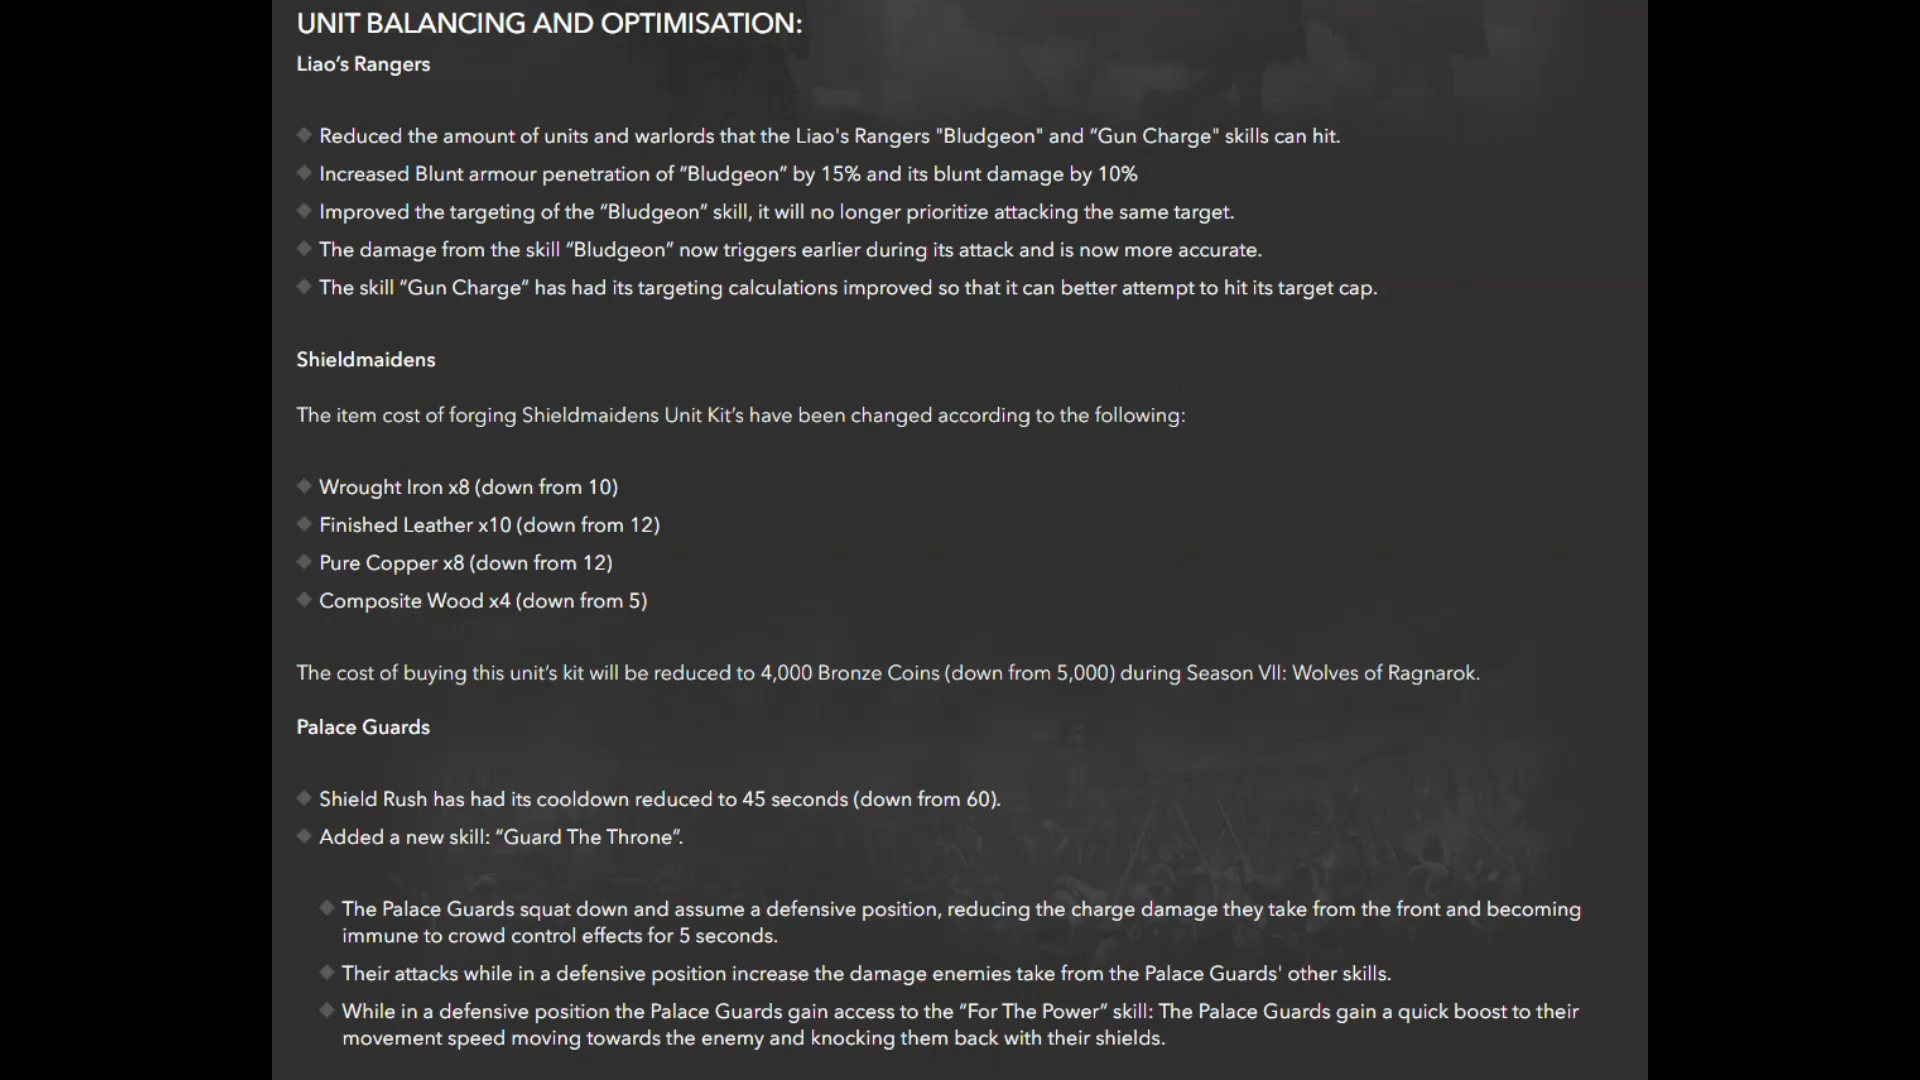 UNIT BALANCING AND OPTIMISATION:
Liao’s Rangers
Reduced the amount of units and warlords that the Liao's Rangers "Bludgeon" and “Gun Charge" skills can hit.
Increased Blunt armour penetration of “Bludgeon” by 15% and its blunt damage by 10%
Improved the targeting of the “Bludgeon” skill, it will no longer prioritize attacking the same target.
The damage from the skill “Bludgeon” now triggers earlier during its attack and is now more accurate.
The skill “Gun Charge” has had its targeting calculations improved so that it can better attempt to hit its target cap.
Shieldmaidens
The item cost of forging Shieldmaidens Unit Kit’s have been changed according to the following:
Wrought Iron x8 (down from 10)
Finished Leather x10 (down from 12)
Pure Copper x8 (down from 12)
Composite Wood x4 (down from 5)
The cost of buying this unit’s kit will be reduced to 4,000 Bronze Coins (down from 5,000) during Season VII: Wolves of Ragnarok.
Palace Guards
Shield Rush has had its cooldown reduced to 45 seconds (down from 60).
Added a new skill: “Guard The Throne”.
The Palace Guards squat down and assume a defensive position, reducing the charge damage they take from the front and becoming
immune to crowd control effects for 5 seconds.
Their attacks while in a defensive position increase the damage enemies take from the Palace Guards' other skills.
While in a defensive position the Palace Guards gain access to the “For The Power” skill: The Palace Guards gain a quick boost to their
movement speed moving towards the enemy and knocking them back with their shields.